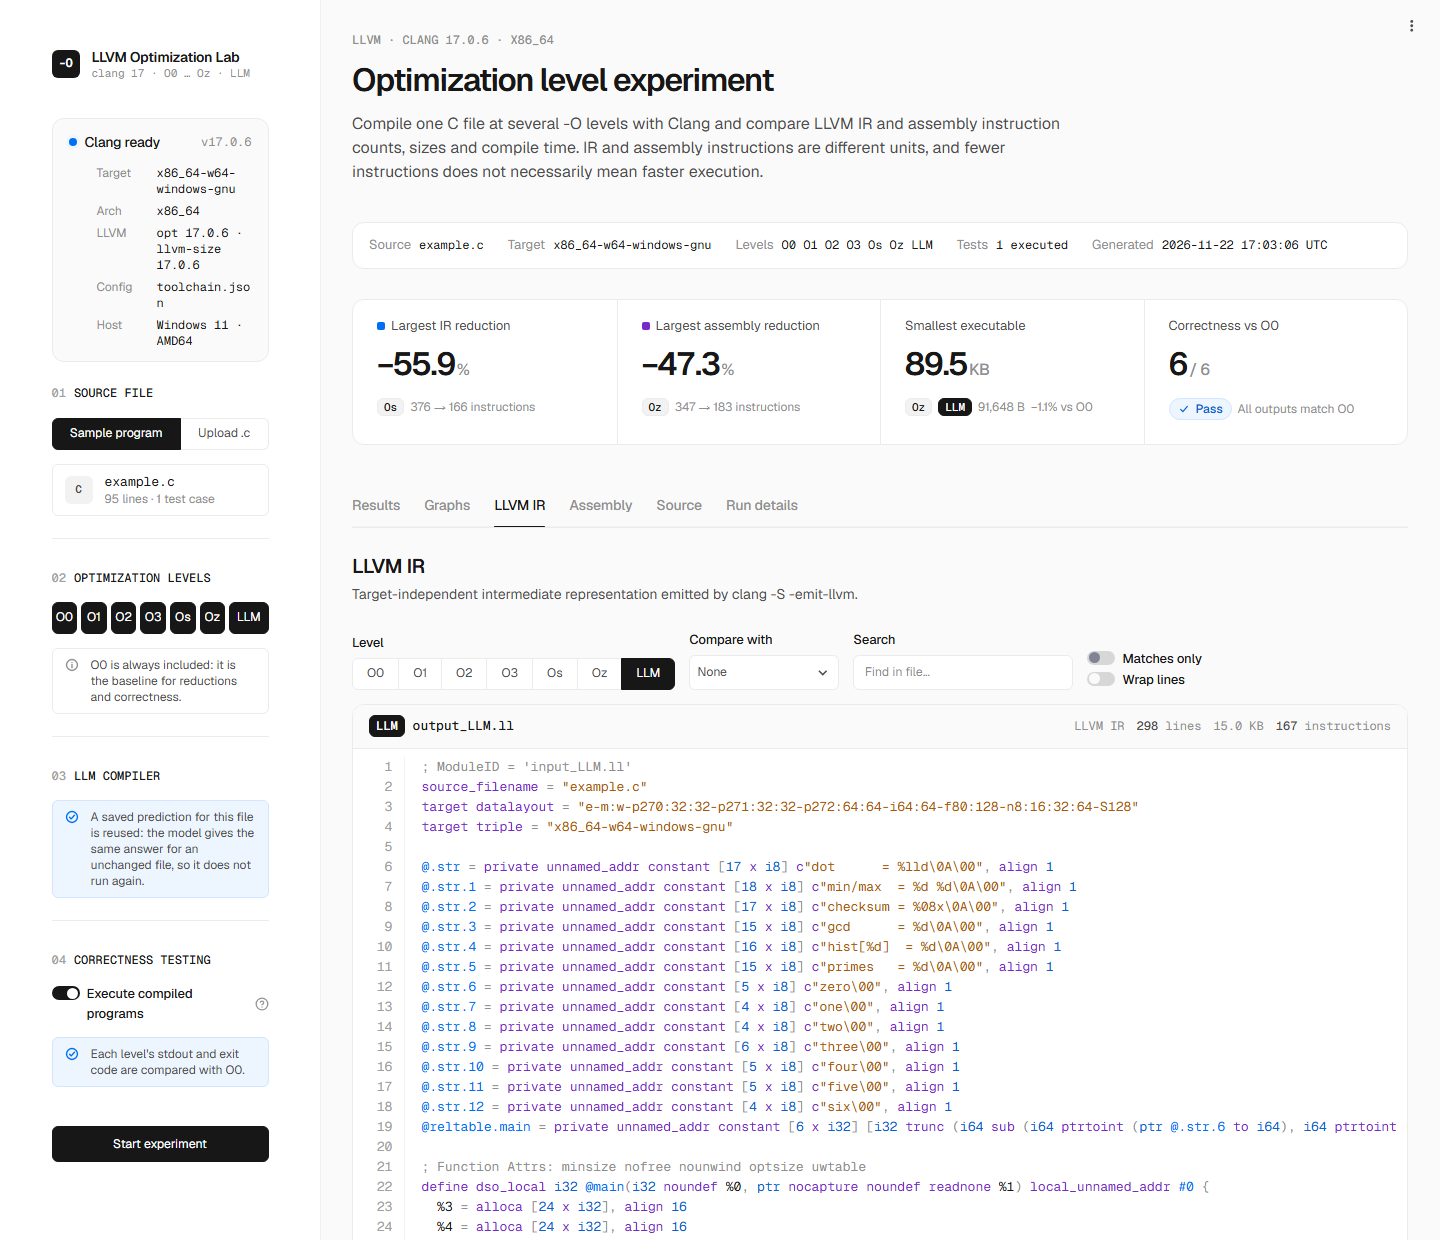 -O
LLVM Optimization Lab
clang 17 · O0 … Oz · LLM
Clang ready v17.0.6
Target x86_64-w64-
windows-gnu
Arch x86_64
LLVM opt 17.0.6 ·
llvm-size
17.0.6
Config toolchain.jso
n
Host Windows 11 ·
AMD64
01 SOURCE FILE
Sample program Upload .c
C example.c
95 lines · 1 test case
02 OPTIMIZATION LEVELS
O0 O1 O2 O3 Os Oz LLM
O0 is always included: it is
the baseline for reductions
and correctness.
03 LLM COMPILER
A saved prediction for this file
is reused: the model gives the
same answer for an
unchanged file, so it does not
run again.
04 CORRECTNESS TESTING
Execute compiled
programs
Each level's stdout and exit
code are compared with O0.
Start experiment
LLVM · CLANG 17.0.6 · X86_64
Optimization level experiment
Compile one C file at several -O levels with Clang and compare LLVM IR and assembly instruction
counts, sizes and compile time. IR and assembly instructions are different units, and fewer
instructions does not necessarily mean faster execution.
Source example.c Target x86_64-w64-windows-gnu Levels O0 O1 O2 O3 Os Oz LLM Tests 1 executed Generated 2026-11-22 17:03:06 UTC
Largest IR reduction
−55.9%
Os 376 → 166 instructions
Largest assembly reduction
−47.3%
Oz 347 → 183 instructions
Smallest executable
89.5KB
Oz LLM 91,648 B −1.1% vs O0
Correctness vs O0
6/ 6
Pass All outputs match O0
Results Graphs LLVM IR Assembly Source Run details
LLVM IR
Target-independent intermediate representation emitted by clang -S -emit-llvm.
Level Compare with Search
O0 O1 O2 O3 Os Oz LLM None Find in file… Matches only
Wrap lines
LLM output_LLM.ll LLVM IR 298 lines 15.0 KB 167 instructions
1 ; ModuleID = 'input_LLM.ll'
2 source_filename = "example.c"
3 target datalayout = "e-m:w-p270:32:32-p271:32:32-p272:64:64-i64:64-f80:128-n8:16:32:64-S128"
4 target triple = "x86_64-w64-windows-gnu"
5
6 @.str = private unnamed_addr constant [17 x i8] c"dot      = %lld\0A\00", align 1
7 @.str.1 = private unnamed_addr constant [18 x i8] c"min/max  = %d %d\0A\00", align 1
8 @.str.2 = private unnamed_addr constant [17 x i8] c"checksum = %08x\0A\00", align 1
9 @.str.3 = private unnamed_addr constant [15 x i8] c"gcd      = %d\0A\00", align 1
10 @.str.4 = private unnamed_addr constant [16 x i8] c"hist[%d]  = %d\0A\00", align 1
11 @.str.5 = private unnamed_addr constant [15 x i8] c"primes   = %d\0A\00", align 1
12 @.str.6 = private unnamed_addr constant [5 x i8] c"zero\00", align 1
13 @.str.7 = private unnamed_addr constant [4 x i8] c"one\00", align 1
14 @.str.8 = private unnamed_addr constant [4 x i8] c"two\00", align 1
15 @.str.9 = private unnamed_addr constant [6 x i8] c"three\00", align 1
16 @.str.10 = private unnamed_addr constant [5 x i8] c"four\00", align 1
17 @.str.11 = private unnamed_addr constant [5 x i8] c"five\00", align 1
18 @.str.12 = private unnamed_addr constant [4 x i8] c"six\00", align 1
19 @reltable.main = private unnamed_addr constant [6 x i32] [i32 trunc (i64 sub (i64 ptrtoint (ptr @.str.6 to i64), i64 ptrtoint
20
21 ; Function Attrs: minsize nofree nounwind optsize uwtable
22 define dso_local i32 @main(i32 noundef %0, ptr nocapture noundef readnone %1) local_unnamed_addr #0 {
23 %3 = alloca [24 x i32], align 16
24 %4 = alloca [24 x i32], align 16